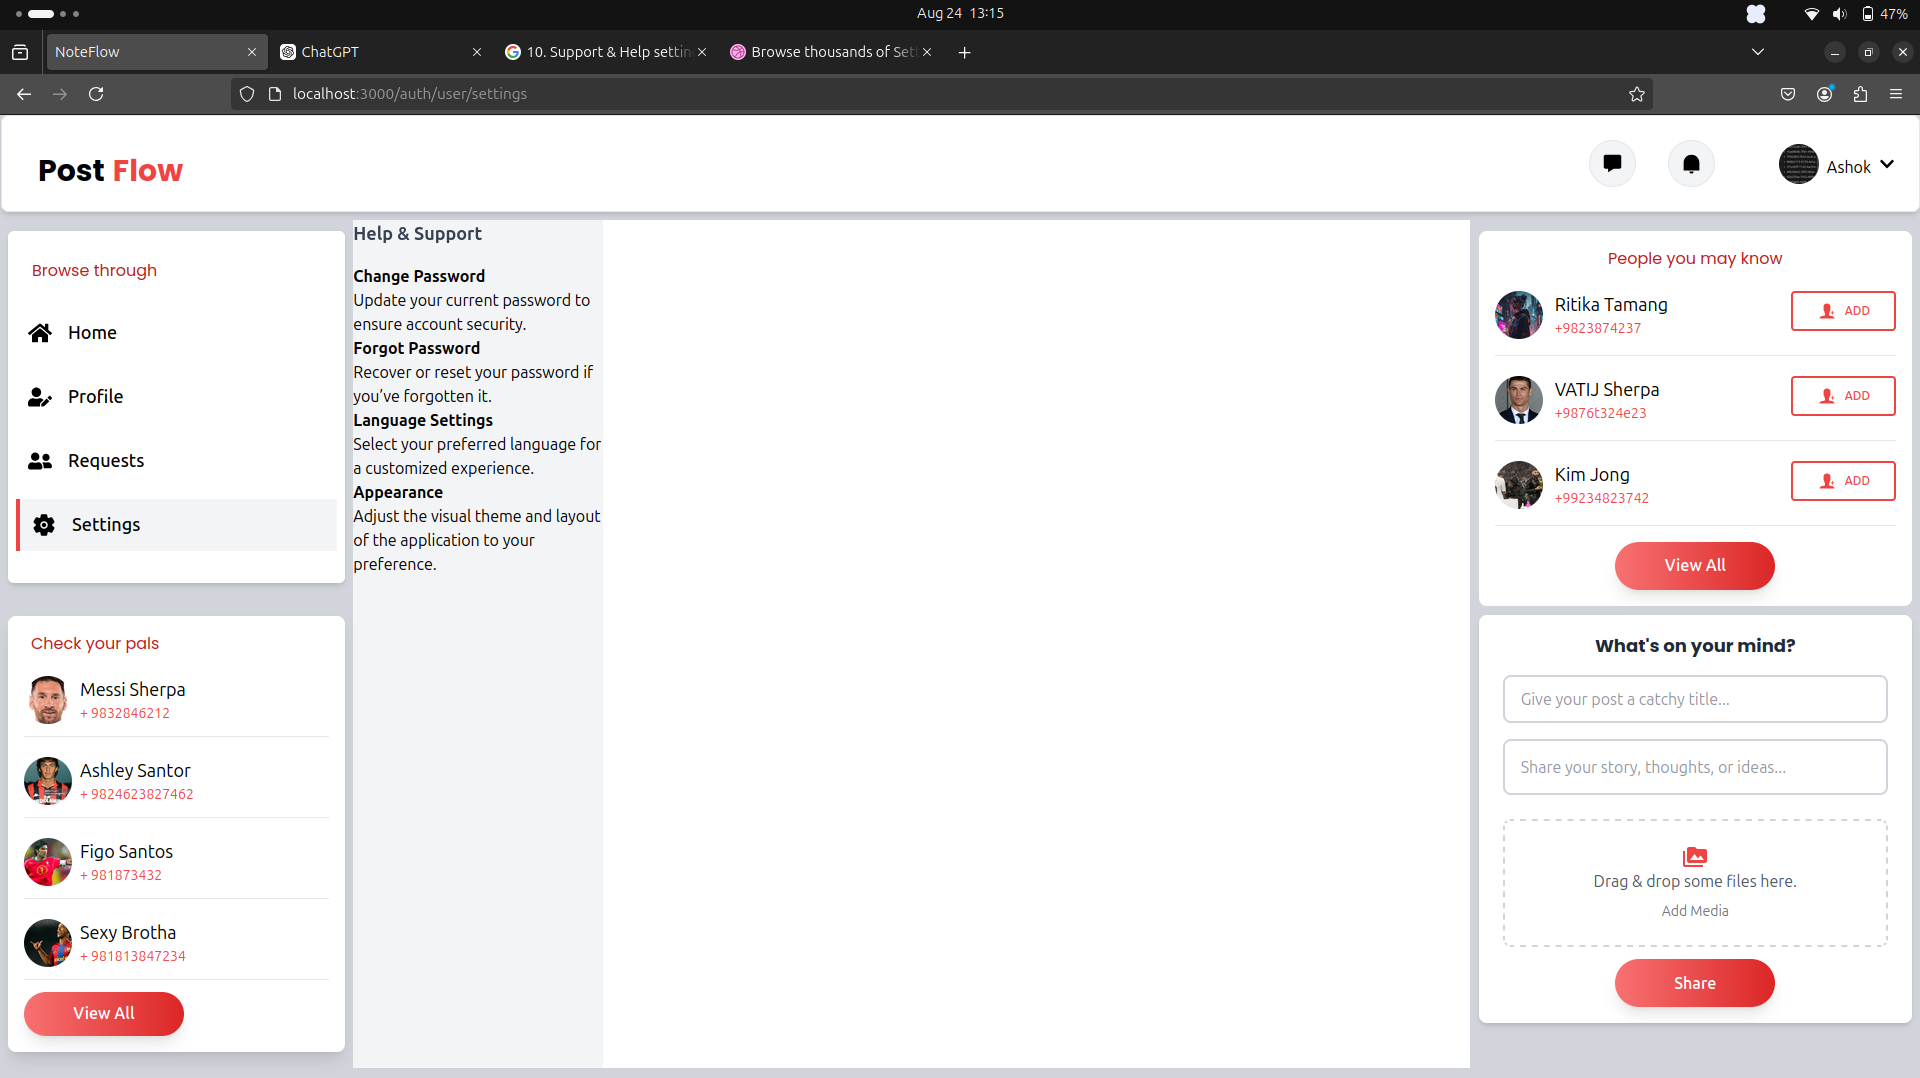 Aug 24 13:15
47%
NoteFlow
ChatGPT
10. Support & Help settin
Browse thousands of Set
localhost:3000/auth/user/settings
Post Flow
Ashok
Browse through
Home
Profile
Requests
Settings
Check your pals
Messi Sherpa
+ 9832846212
Ashley Santor
+ 9824623827462
Figo Santos
+ 981873432
Sexy Brotha
+ 981813847234
View All
Help & Support
Change Password
Update your current password to
ensure account security.
Forgot Password
Recover or reset your password if
you’ve forgotten it.
Language Settings
Select your preferred language for
a customized experience.
Appearance
Adjust the visual theme and layout
of the application to your
preference.
People you may know
Ritika Tamang
+9823874237
ADD
VATIJ Sherpa
+9876t324e23
ADD
Kim Jong
+99234823742
ADD
View All
What's on your mind?
Give your post a catchy title...
Share your story, thoughts, or ideas...
Drag & drop some files here.
Add Media
Share